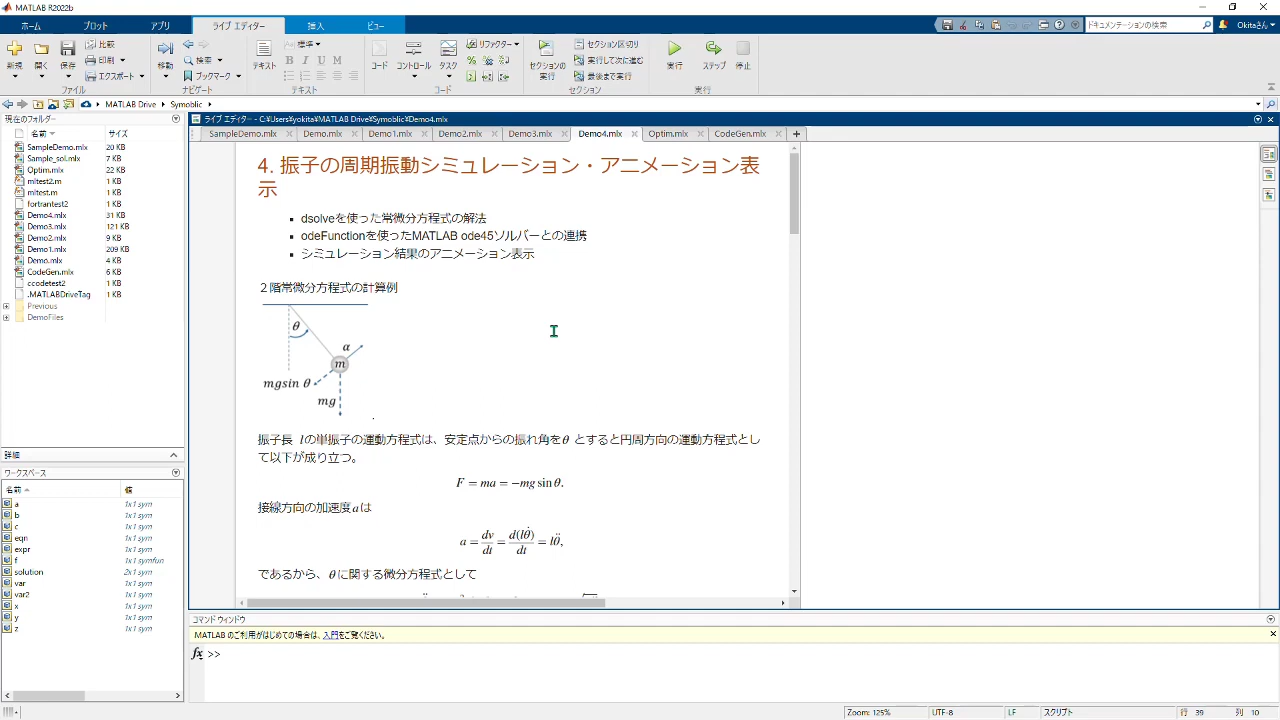 MATLAB R2022b
ホーム プロット アプリ ライブ エディター 挿入 ビュー
ドキュメンテーションの検索 Okitaさん
新規 開く 保存 比較 印刷 エクスポート
移動 検索 ブックマーク
テキスト 標準 B I U M
コード コントロール タスク リファクター
セクションの実行 セクション区切り 実行して次に進む 最後まで実行
実行 ステップ 停止
ファイル ナビゲート テキスト コード セクション 実行
MATLAB Drive Symoblic
現在のフォルダー
名前 サイズ
SampleDemo.mlx 20 KB
Sample_sol.mlx 7 KB
Optim.mlx 22 KB
mltest2.m 1 KB
mltest.m 1 KB
fortrantest2 1 KB
Demo4.mlx 31 KB
Demo3.mlx 121 KB
Demo2.mlx 9 KB
Demo1.mlx 209 KB
Demo.mlx 4 KB
CodeGen.mlx 6 KB
ccodetest2 1 KB
.MATLABDriveTag 1 KB
Previous
DemoFiles
詳細
ワークスペース
名前 値
a 1x1 sym
b 1x1 sym
c 1x1 sym
eqn 1x1 sym
expr 1x1 sym
f 1x1 symfun
solution 2x1 sym
var 1x1 sym
var2 1x1 sym
x 1x1 sym
y 1x1 sym
z 1x1 sym
ライブ エディター - C:¥Users¥yokita¥MATLAB Drive¥Symoblic¥Demo4.mlx
SampleDemo.mlx Demo.mlx Demo1.mlx Demo2.mlx Demo3.mlx Demo4.mlx Optim.mlx CodeGen.mlx
4. 振子の周期振動シミュレーション・アニメーション表
示
dsolveを使った常微分方程式の解法
odeFunctionを使ったMATLAB ode45ソルバーとの連携
シミュレーション結果のアニメーション表示
２階常微分方程式の計算例
θ
α
m
mgsin θ
mg
振子長 lの単振子の運動方程式は、安定点からの振れ角をθ とすると円周方向の運動方程式とし
て以下が成り立つ。
F = ma = −mg sin θ.
接線方向の加速度aは
a = dv/dt = d(lθ̇)/dt = lθ̈,
であるから、θに関する微分方程式として
コマンド ウィンドウ
MATLAB のご利用がはじめての場合は、入門をご覧ください。
fx >>
Zoom: 125% UTF-8 LF スクリプト 行 39 列 10